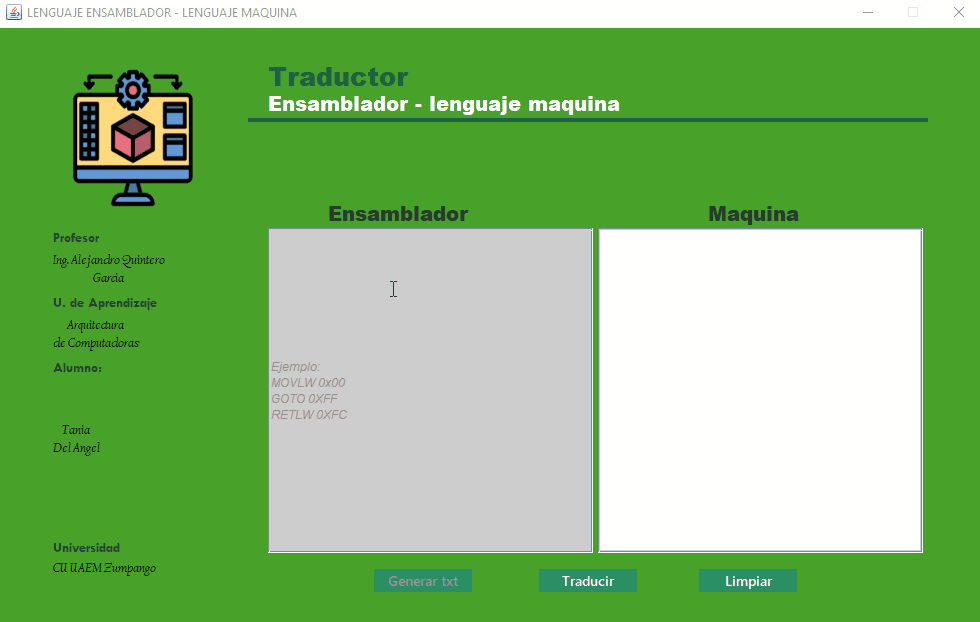 LENGUAJE ENSAMBLADOR - LENGUAJE MAQUINA
Traductor
Ensamblador - lenguaje maquina
Ensamblador
Maquina
Profesor
Ing. Alejandro Quintero
Garcia
U. de Aprendizaje
Arquitectura
de Computadoras
Alumno:
Tania
Del Angel
Universidad
CU UAEM Zumpango
Ejemplo:
MOVLW 0x00
GOTO 0XFF
RETLW 0XFC
Generar txt
Traducir
Limpiar